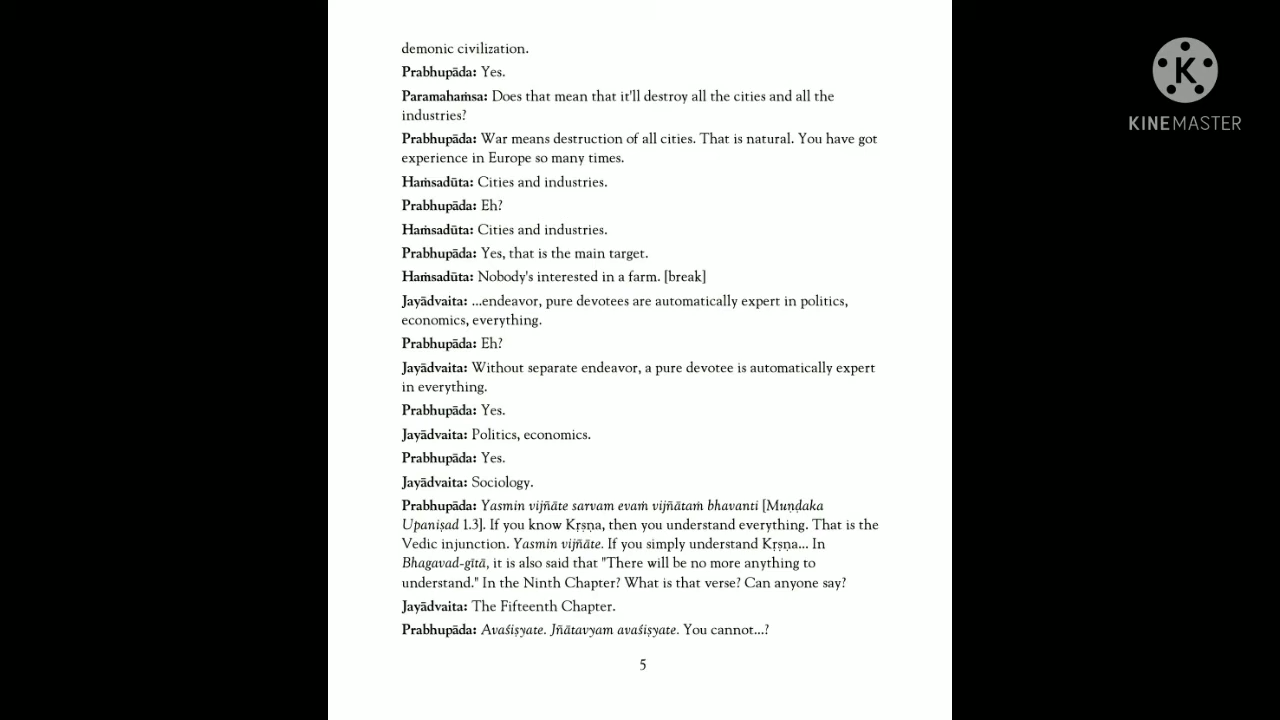 demonic civilization.
Prabhupāda: Yes.
Paramahaṁsa: Does that mean that it'll destroy all the cities and all the
industries?
Prabhupāda: War means destruction of all cities. That is natural. You have got
experience in Europe so many times.
Haṁsadūta: Cities and industries.
Prabhupāda: Eh?
Haṁsadūta: Cities and industries.
Prabhupāda: Yes, that is the main target.
Haṁsadūta: Nobody's interested in a farm. [break]
Jayādvaita: ...endeavor, pure devotees are automatically expert in politics,
economics, everything.
Prabhupāda: Eh?
Jayādvaita: Without separate endeavor, a pure devotee is automatically expert
in everything.
Prabhupāda: Yes.
Jayādvaita: Politics, economics.
Prabhupāda: Yes.
Jayādvaita: Sociology.
Prabhupāda: Yasmin vijñāte sarvam evaṁ vijñātaṁ bhavanti [Muṇḍaka
Upaniṣad 1.3]. If you know Kṛṣṇa, then you understand everything. That is the
Vedic injunction. Yasmin vijñāte. If you simply understand Kṛṣṇa... In
Bhagavad-gītā, it is also said that "There will be no more anything to
understand." In the Ninth Chapter? What is that verse? Can anyone say?
Jayādvaita: The Fifteenth Chapter.
Prabhupāda: Avaśiṣyate. Jñātavyam avaśiṣyate. You cannot...?
5
K
KINEMASTER